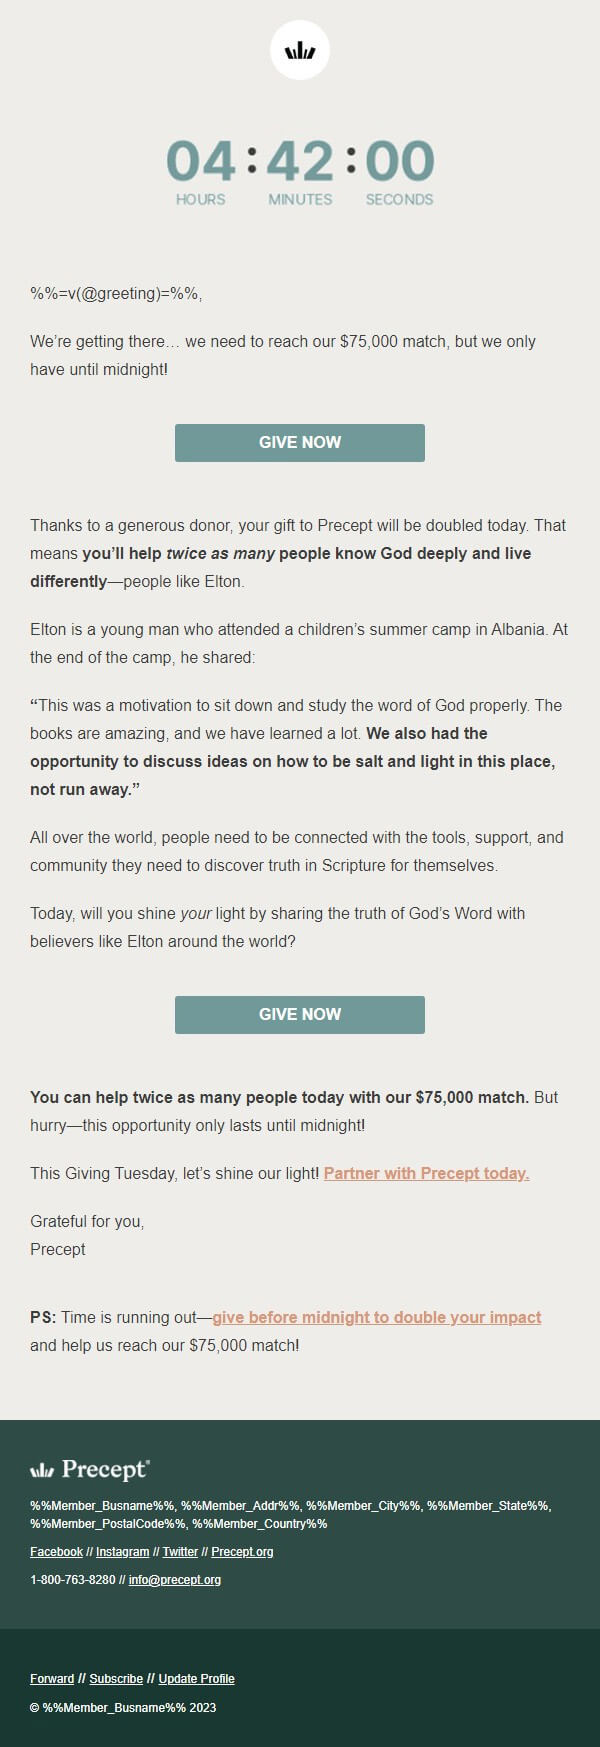 04 : 42 : 00
HOURS MINUTES SECONDS
%%=v(@greeting)=%%,
We’re getting there… we need to reach our $75,000 match, but we only
have until midnight!
GIVE NOW
Thanks to a generous donor, your gift to Precept will be doubled today. That
means you’ll help twice as many people know God deeply and live
differently—people like Elton.
Elton is a young man who attended a children’s summer camp in Albania. At
the end of the camp, he shared:
“This was a motivation to sit down and study the word of God properly. The
books are amazing, and we have learned a lot. We also had the
opportunity to discuss ideas on how to be salt and light in this place,
not run away.”
All over the world, people need to be connected with the tools, support, and
community they need to discover truth in Scripture for themselves.
Today, will you shine your light by sharing the truth of God’s Word with
believers like Elton around the world?
GIVE NOW
You can help twice as many people today with our $75,000 match. But
hurry—this opportunity only lasts until midnight!
This Giving Tuesday, let’s shine our light! Partner with Precept today.
Grateful for you,
Precept
PS: Time is running out—give before midnight to double your impact
and help us reach our $75,000 match!
Precept®
%%Member_Busname%%, %%Member_Addr%%, %%Member_City%%, %%Member_State%%,
%%Member_PostalCode%%, %%Member_Country%%
Facebook // Instagram // Twitter // Precept.org
1-800-763-8280 // info@precept.org
Forward // Subscribe // Update Profile
© %%Member_Busname%% 2023